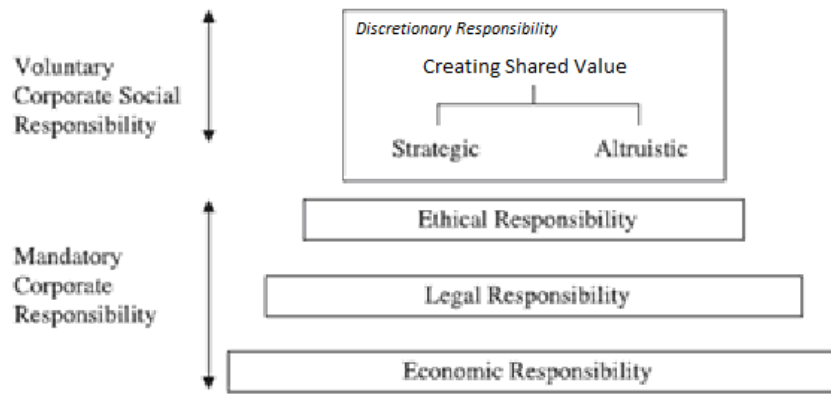 Discretionary Responsibility
Creating Shared Value
Strategic Altruistic
Voluntary
Corporate Social
Responsibility
Ethical Responsibility
Mandatory
Corporate
Responsibility
Legal Responsibility
Economic Responsibility